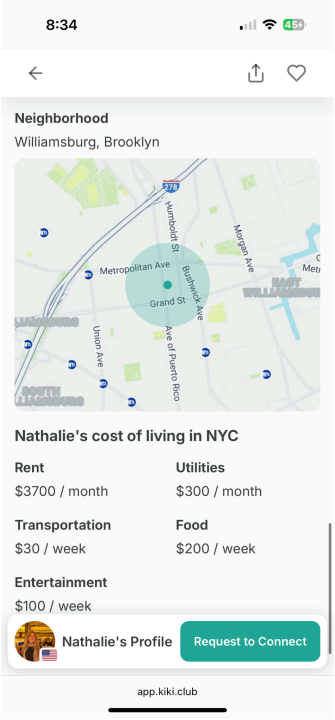 8:34
45
Neighborhood
Williamsburg, Brooklyn
278
Humboldt St
Morgan Ave
Metropolitan Ave
Bushwick Ave
Grand St
EAST
WILLIAMSBURG
Union Ave
Ave of Puerto Rico
SOUTH
LIAMSBURG
Nathalie's cost of living in NYC
Rent
Utilities
$3700 / month
$300 / month
Transportation
Food
$30 / week
$200 / week
Entertainment
$100 / week
Nathalie's Profile
Request to Connect
app.kiki.club